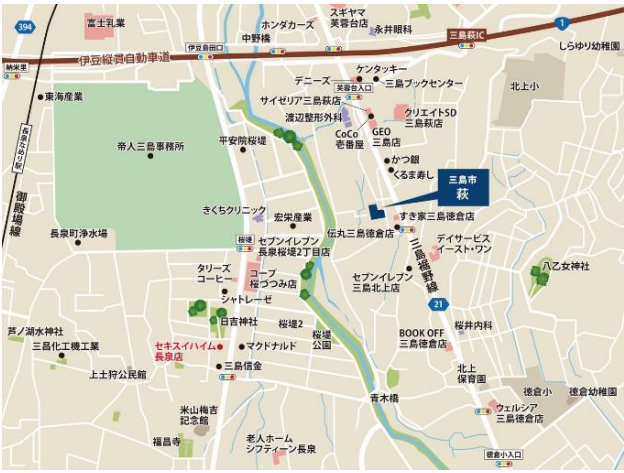 394
富士乳業
納米里
伊豆縦貫自動車道
東海産業
長泉なめり駅
御殿場線
帝人三島事務所
長泉町浄水場
芦ノ湖水神社
三昌化工機工業
上土狩公民館
伊豆島田口
中野橋
ホンダカーズ
スギヤマ
芙蓉台店
永井眼科
三島萩IC
1
しらゆり幼稚園
デニーズ
ケンタッキー
三島ブックセンター
芙蓉台入口
サイゼリア三島萩店
渡辺整形外科
CoCo
壱番屋
GEO
三島店
クリエイトSD
三島萩店
北上小
平安院桜堤
かつ銀
くるま寿し
三島市
萩
きくちクリニック
宏栄産業
伝丸三島徳倉店
すき家三島徳倉店
桜堤
セブンイレブン
長泉桜堤2丁目店
三島裾野線
デイサービス
イースト・ワン
タリーズ
コーヒー
コープ
桜づつみ店
シャトレーゼ
セブンイレブン
三島北上店
八乙女神社
21
日吉神社
桜堤2
桜堤
公園
セキスイハイム
長泉店
マクドナルド
三島信金
BOOK OFF
三島徳倉店
桜井内科
北上
保育園
青木橋
徳倉小
徳倉幼稚園
米山梅吉
記念館
福昌寺
老人ホーム
シフティーン長泉
ウェルシア
三島徳倉店
徳倉小入口